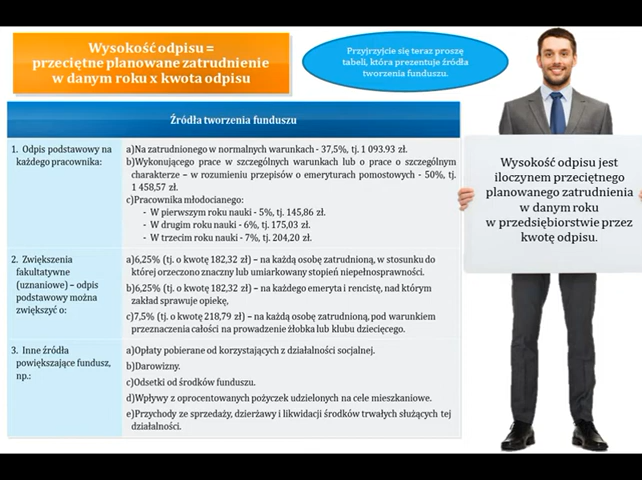 Wysokość odpisu =
przeciętne planowane zatrudnienie
w danym roku x kwota odpisu
Przyjrzyjcie się teraz proszę
tabeli, która prezentuje źródła
tworzenia funduszu.
Źródła tworzenia funduszu
1. Odpis podstawowy na
każdego pracownika:
a)Na zatrudnionego w normalnych warunkach - 37,5%, tj. 1 093.93 zł.
b)Wykonującego prace w szczególnych warunkach lub o prace o szczególnym
charakterze – w rozumieniu przepisów o emeryturach pomostowych - 50%, tj.
1 458,57 zł.
c)Pracownika młodocianego:
- W pierwszym roku nauki - 5%, tj. 145,86 zł.
- W drugim roku nauki - 6%, tj. 175,03 zł.
- W trzecim roku nauki - 7%, tj. 204,20 zł.
2. Zwiększenia
fakultatywne
(uznaniowe) – odpis
podstawowy można
zwiększyć o:
a)6,25% (tj. o kwotę 182,32 zł) – na każdą osobę zatrudnioną, w stosunku do
której orzeczono znaczny lub umiarkowany stopień niepełnosprawności.
b)6,25% (tj. o kwotę 182,32 zł) – na każdego emeryta i rencistę, nad którym
zakład sprawuje opiekę,
c)7,5% (tj. o kwotę 218,79 zł) – na każdą osobę zatrudnioną, pod warunkiem
przeznaczenia całości na prowadzenie żłobka lub klubu dziecięcego.
3. Inne źródła
powiększające fundusz,
np.:
a)Opłaty pobierane od korzystających z działalności socjalnej.
b)Darowizny.
c)Odsetki od środków funduszu.
d)Wpływy z oprocentowanych pożyczek udzielonych na cele mieszkaniowe.
e)Przychody ze sprzedaży, dzierżawy i likwidacji środków trwałych służących tej
działalności.
Wysokość odpisu jest
iloczynem przeciętnego
planowanego zatrudnienia
w danym roku
w przedsiębiorstwie przez
kwotę odpisu.